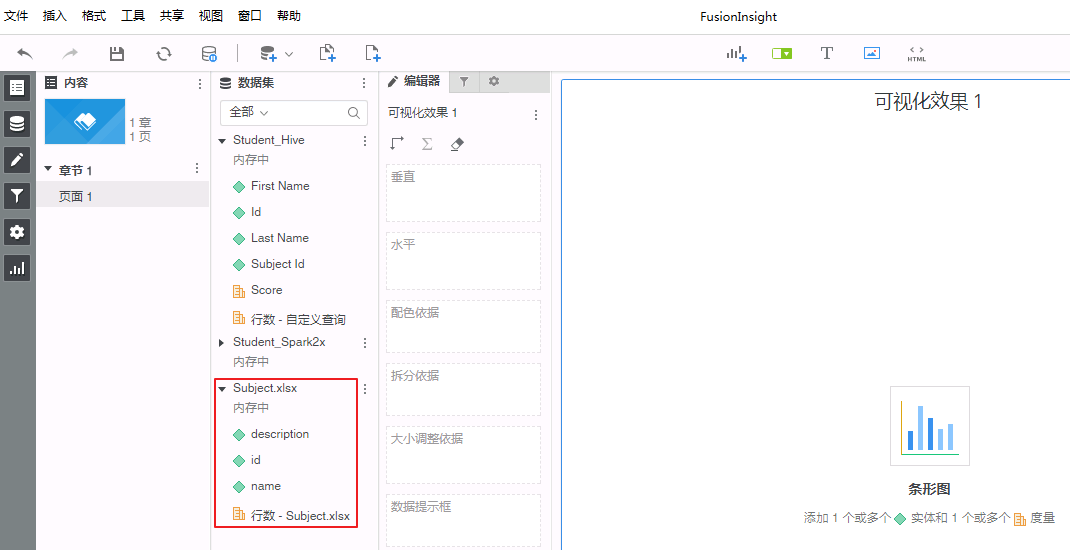 文件 插入 格式 工具 共享 视图 窗口 帮助
FusionInsight
T
HTML
内容
1 章
1 页
章节 1
页面 1
数据集
全部
Student_Hive
内存中
First Name
Id
Last Name
Subject Id
Score
行数 - 自定义查询
Student_Spark2x
内存中
Subject.xlsx
内存中
description
id
name
行数 - Subject.xlsx
编辑器
可视化效果 1
垂直
水平
配色依据
拆分依据
大小调整依据
数据提示框
可视化效果 1
条形图
添加 1 个或多个 实体和 1 个或多个 度量